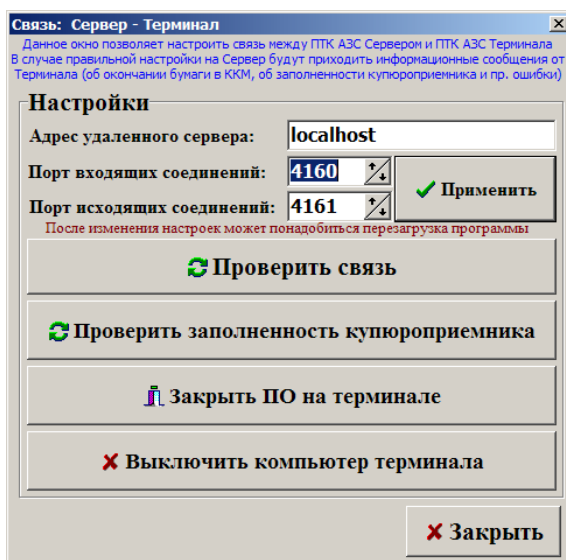 Связь: Сервер - Терминал
Данное окно позволяет настроить связь между ПТК АЗС Сервером и ПТК АЗС Терминала
В случае правильной настройки на Сервер будут приходить информационные сообщения от
Терминала (об окончании бумаги в ККМ, об заполненности купюроприемника и пр. ошибки)
Настройки
Адрес удаленного сервера: localhost
Порт входящих соединений: 4160
Применить
Порт исходящих соединений: 4161
После изменения настроек может понадобиться перезагрузка программы
Проверить связь
Проверить заполненность купюроприемника
Закрыть ПО на терминале
Выключить компьютер терминала
Закрыть